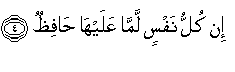 إِن كُلُّ نَفْسٍ لَّمَّا عَلَيْهَا حَافِظٌ ﴿٤﴾